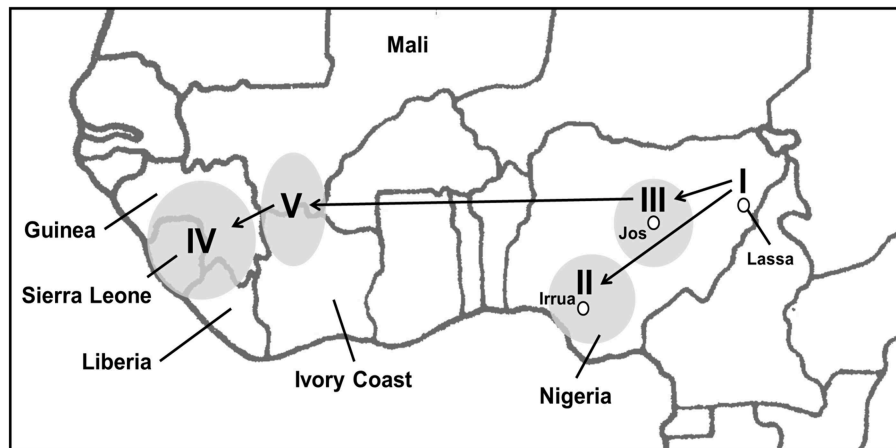 Mali
I
III
V
Guinea
IV
Jos
Lassa
II
Sierra Leone
Irrua
Liberia
Ivory Coast
Nigeria